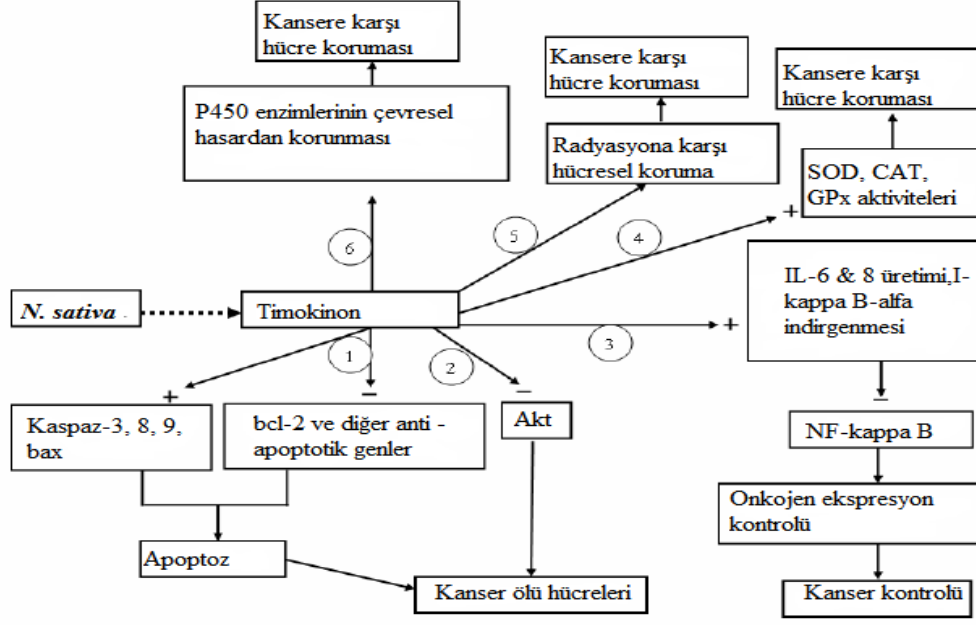 Kansere karşı
hücre koruması
P450 enzimlerinin çevresel
hasardan korunması
Kansere karşı
hücre koruması
Radyasyona karşı
hücresel koruma
Kansere karşı
hücre koruması
SOD, CAT,
GPx aktiviteleri
+
6
5
4
N. sativa
Timokinon
3
+
IL-6 & 8 üretimi,I-
kappa B-alfa
indirgenmesi
1
2
+
–
–
–
Kaspaz-3, 8, 9,
bax
bcl-2 ve diğer anti -
apoptotik genler
Akt
NF-kappa B
Onkojen ekspresyon
kontrolü
Apoptoz
Kanser ölü hücreleri
Kanser kontrolü